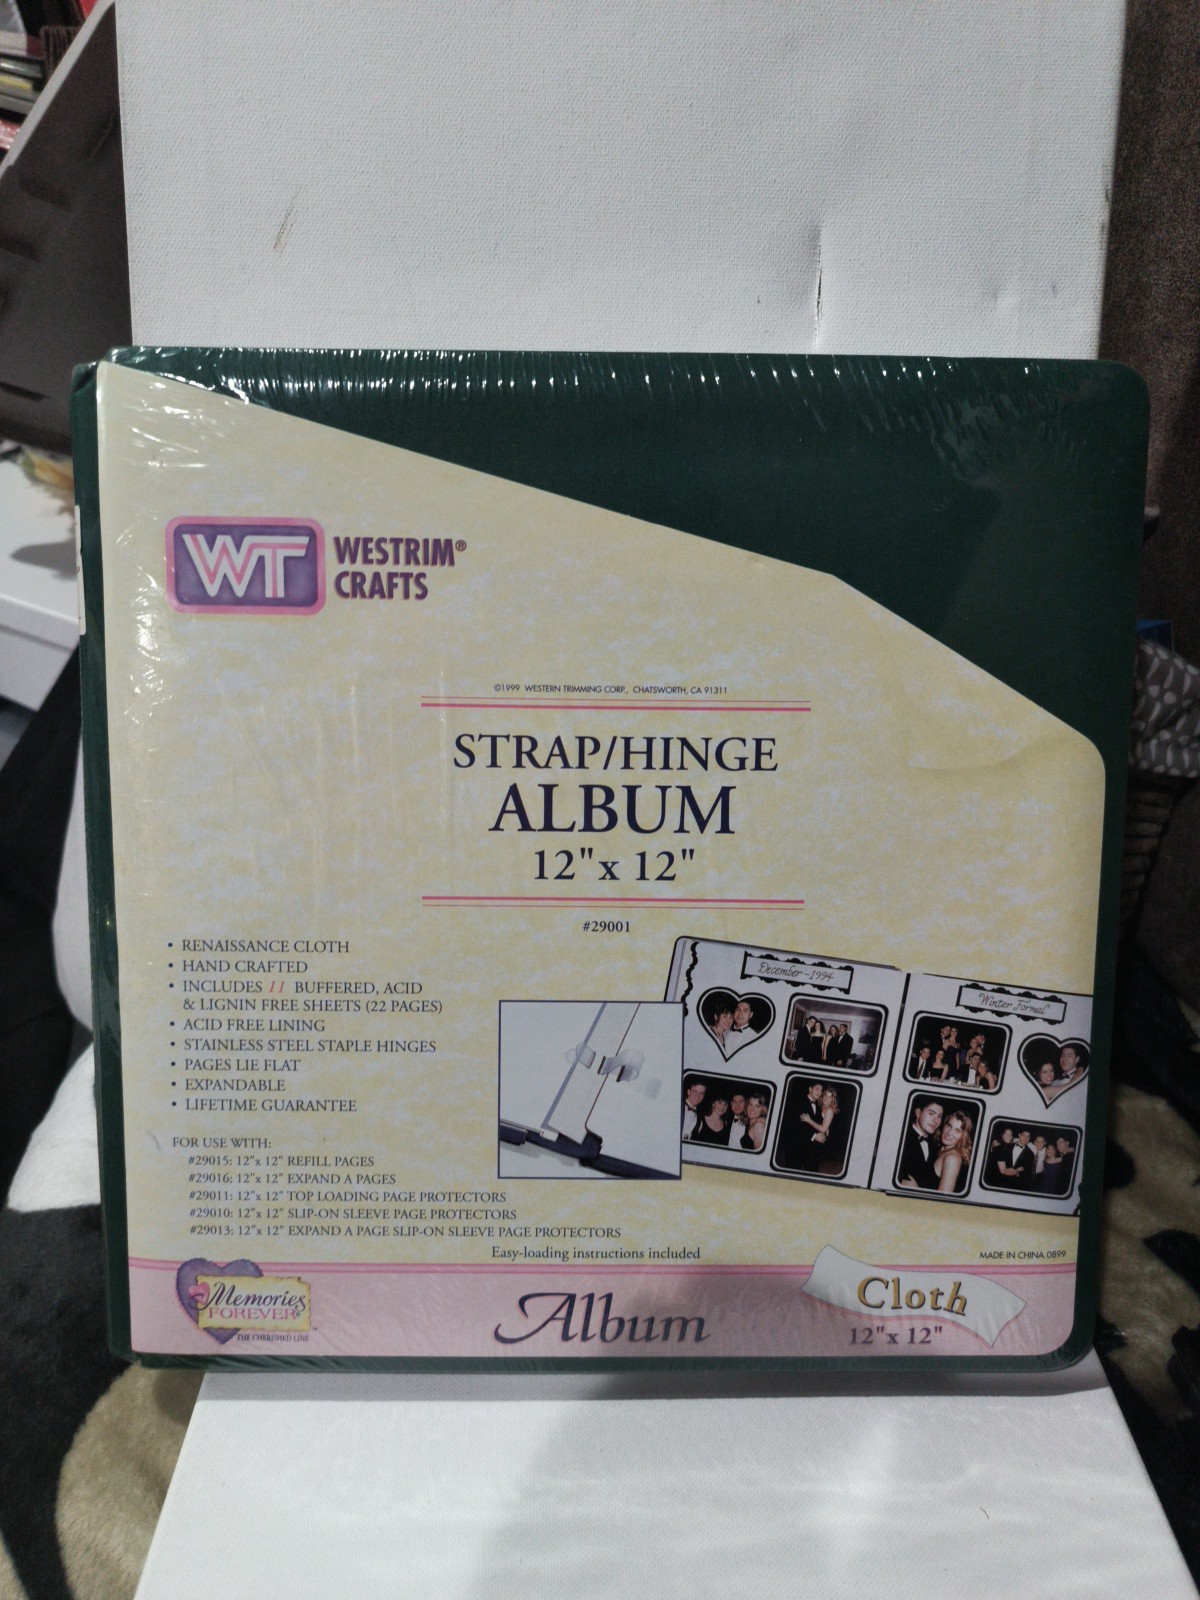 WT WESTRIM®
CRAFTS
©1999 WESTERN TRIMMING CORP., CHATSWORTH, CA 91311
STRAP/HINGE
ALBUM
12" x 12"
#29001
• RENAISSANCE CLOTH
• HAND CRAFTED
• INCLUDES 11 BUFFERED, ACID
& LIGNIN FREE SHEETS (22 PAGES)
• ACID FREE LINING
• STAINLESS STEEL STAPLE HINGES
• PAGES LIE FLAT
• EXPANDABLE
• LIFETIME GUARANTEE
December-1994
Winter Formal
FOR USE WITH:
#29015: 12"x 12" REFILL PAGES
#29016: 12"x 12" EXPAND A PAGES
#29011: 12"x 12" TOP LOADING PAGE PROTECTORS
#29010: 12"x 12" SLIP-ON SLEEVE PAGE PROTECTORS
#29013: 12"x 12" EXPAND A PAGE SLIP-ON SLEEVE PAGE PROTECTORS
Easy-loading instructions included
MADE IN CHINA 0899
Memories
FOREVER
THE CHERISHED LINE
Album
Cloth
12" x 12"